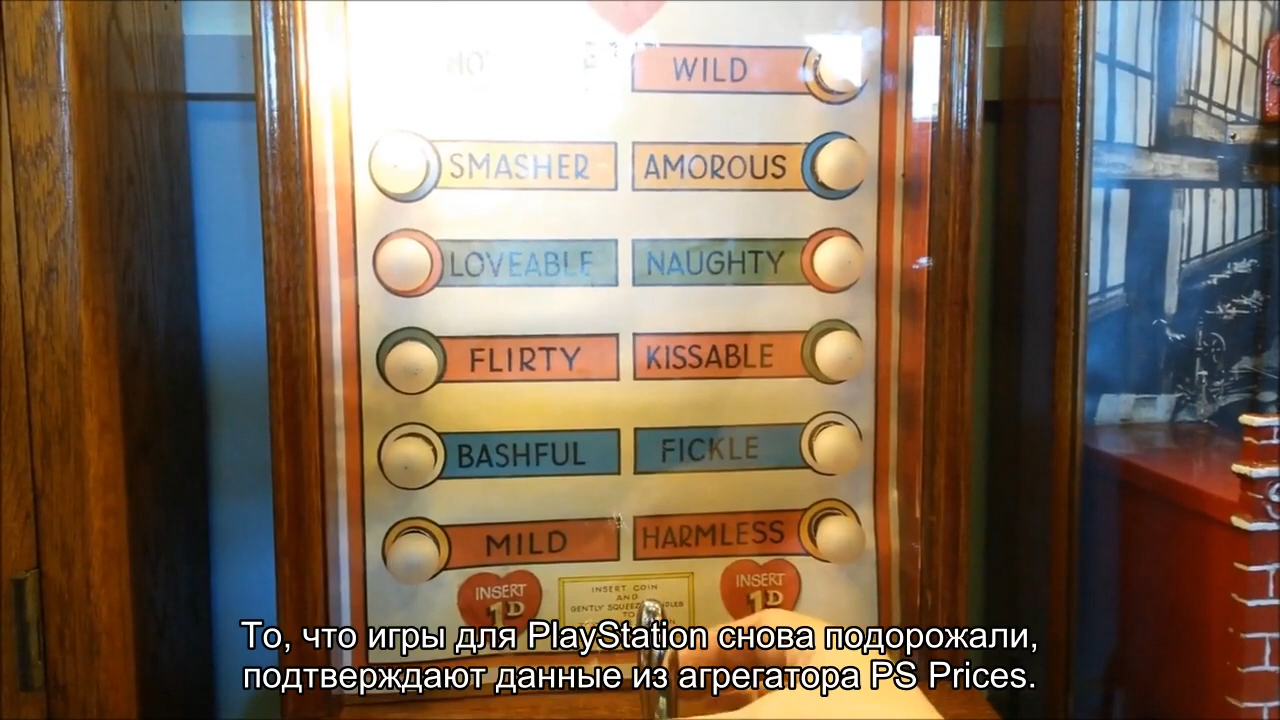 WILD
SMASHER AMOROUS
LOVEABLE NAUGHTY
FLIRTY KISSABLE
BASHFUL FICKLE
MILD HARMLESS
INSERT
1D
INSERT COIN
AND
GENTLY
INSERT
1D
То, что игры для PlayStation снова подорожали,
подтверждают данные из агрегатора PS Prices.